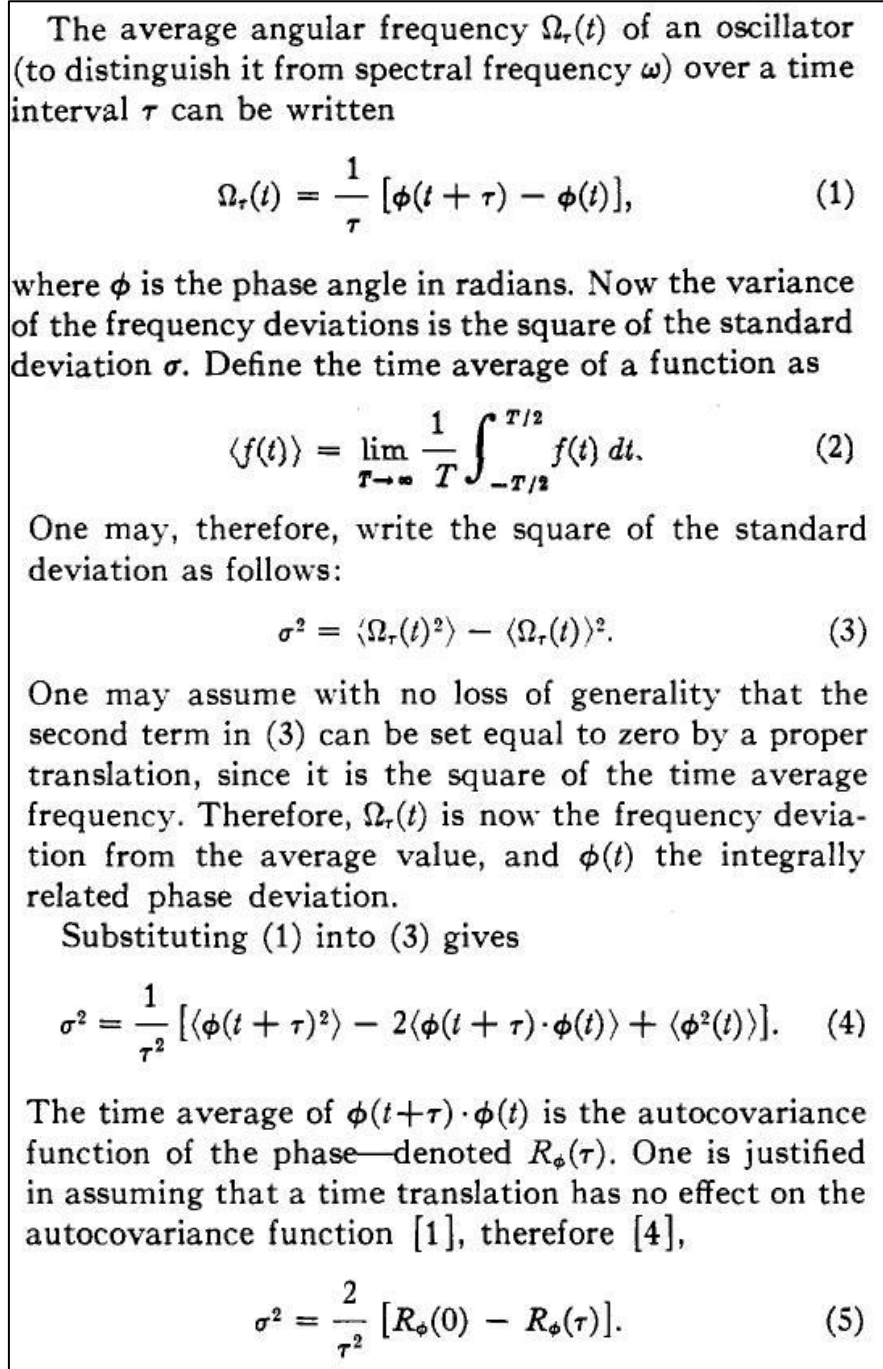 The average angular frequency Ωτ(t) of an oscillator
(to distinguish it from spectral frequency ω) over a time
interval τ can be written
Ωτ(t) = 1/τ [ϕ(t + τ) − ϕ(t)], (1)
where ϕ is the phase angle in radians. Now the variance
of the frequency deviations is the square of the standard
deviation σ. Define the time average of a function as
⟨f(t)⟩ = lim T→∞ 1/T ∫_{−T/2}^{T/2} f(t) dt. (2)
One may, therefore, write the square of the standard
deviation as follows:
σ² = ⟨Ωτ(t)²⟩ − ⟨Ωτ(t)⟩². (3)
One may assume with no loss of generality that the
second term in (3) can be set equal to zero by a proper
translation, since it is the square of the time average
frequency. Therefore, Ωτ(t) is now the frequency devia-
tion from the average value, and ϕ(t) the integrally
related phase deviation.
Substituting (1) into (3) gives
σ² = 1/τ² [⟨ϕ(t + τ)²⟩ − 2⟨ϕ(t + τ)·ϕ(t)⟩ + ⟨ϕ²(t)⟩]. (4)
The time average of ϕ(t+τ)·ϕ(t) is the autocovariance
function of the phase—denoted Rϕ(τ). One is justified
in assuming that a time translation has no effect on the
autocovariance function [1], therefore [4],
σ² = 2/τ² [Rϕ(0) − Rϕ(τ)]. (5)